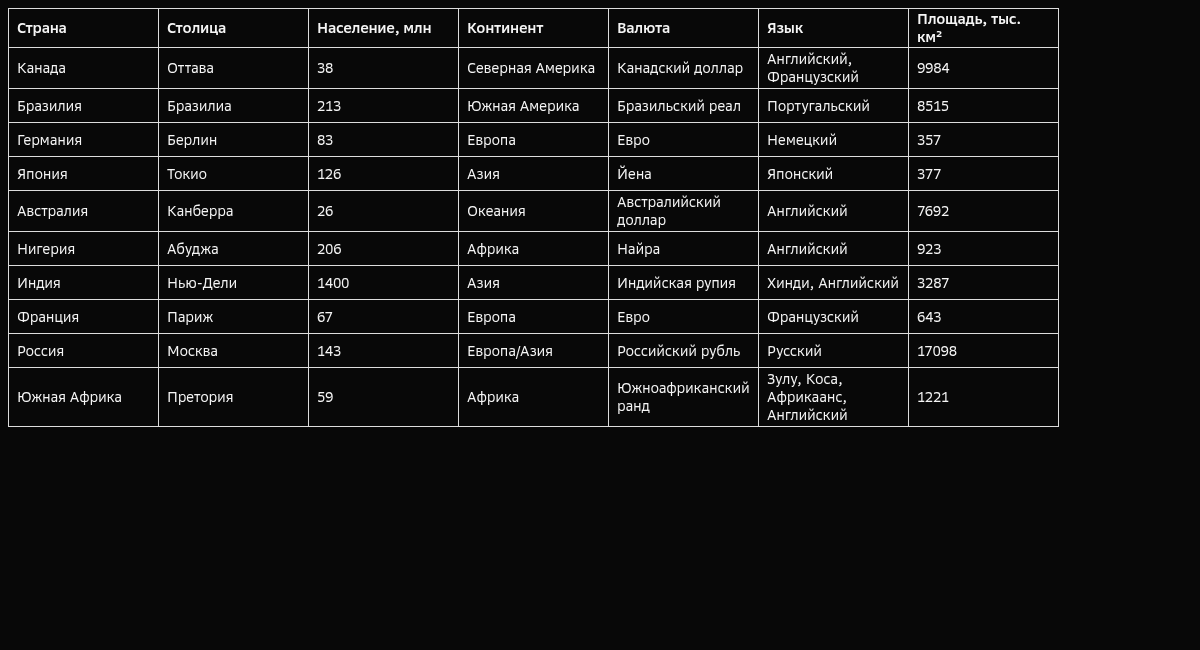 Страна Столица Население, млн Континент Валюта Язык Площадь, тыс. км²
Канада Оттава 38 Северная Америка Канадский доллар Английский, Французский 9984
Бразилия Бразилиа 213 Южная Америка Бразильский реал Португальский 8515
Германия Берлин 83 Европа Евро Немецкий 357
Япония Токио 126 Азия Йена Японский 377
Австралия Канберра 26 Океания Австралийский доллар Английский 7692
Нигерия Абуджа 206 Африка Найра Английский 923
Индия Нью-Дели 1400 Азия Индийская рупия Хинди, Английский 3287
Франция Париж 67 Европа Евро Французский 643
Россия Москва 143 Европа/Азия Российский рубль Русский 17098
Южная Африка Претория 59 Африка Южноафриканский ранд Зулу, Коса, Африкаанс, Английский 1221